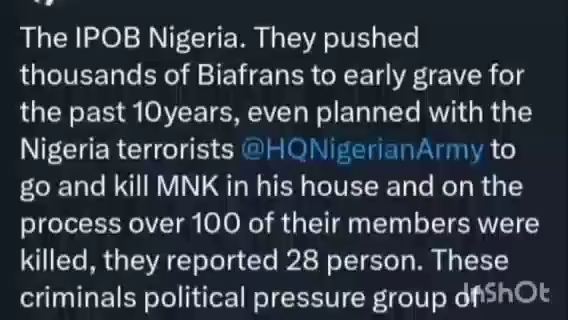 The IPOB Nigeria. They pushed
thousands of Biafrans to early grave for
the past 10years, even planned with the
Nigeria terrorists @HQNigerianArmy to
go and kill MNK in his house and on the
process over 100 of their members were
killed, they reported 28 person. These
criminals political pressure group of
InShOt